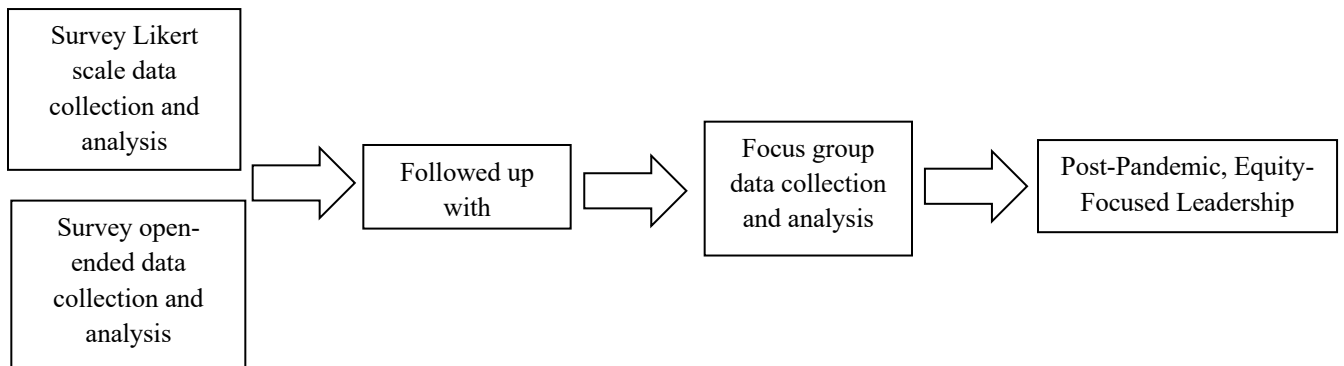 Survey Likert
scale data
collection and
analysis
Survey open-
ended data
collection and
analysis
Followed up
with
Focus group
data collection
and analysis
Post-Pandemic, Equity-
Focused Leadership